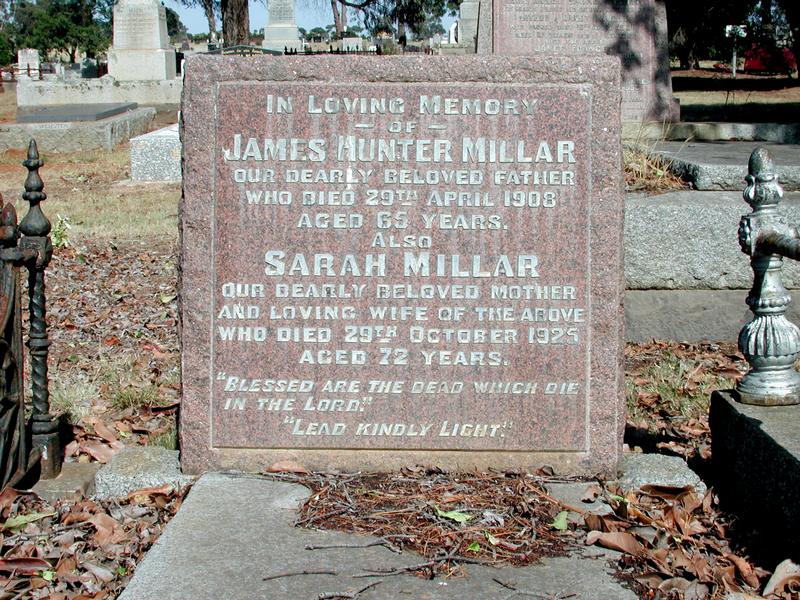 IN LOVING MEMORY
— OF —
JAMES HUNTER MILLAR
OUR DEARLY BELOVED FATHER
WHO DIED 29TH APRIL 1908
AGED 65 YEARS.
ALSO
SARAH MILLAR
OUR DEARLY BELOVED MOTHER
AND LOVING WIFE OF THE ABOVE
WHO DIED 29TH OCTOBER 1925
AGED 72 YEARS.
"BLESSED ARE THE DEAD WHICH DIE
IN THE LORD."
"LEAD KINDLY LIGHT."